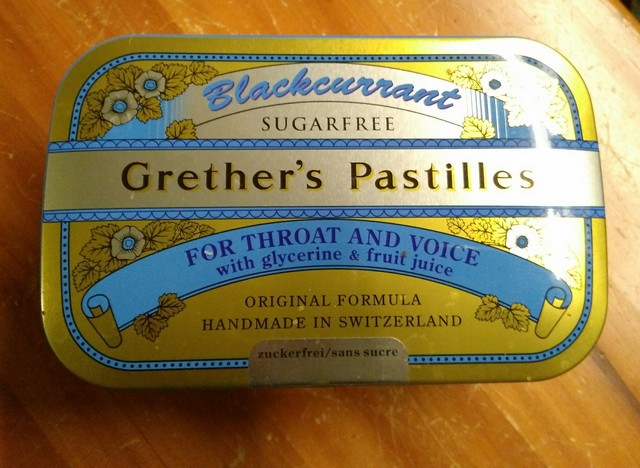 Blackcurrant
SUGARFREE
Grether's Pastilles
FOR THROAT AND VOICE
with glycerine & fruit juice
ORIGINAL FORMULA
HANDMADE IN SWITZERLAND
zuckerfrei/sans sucre